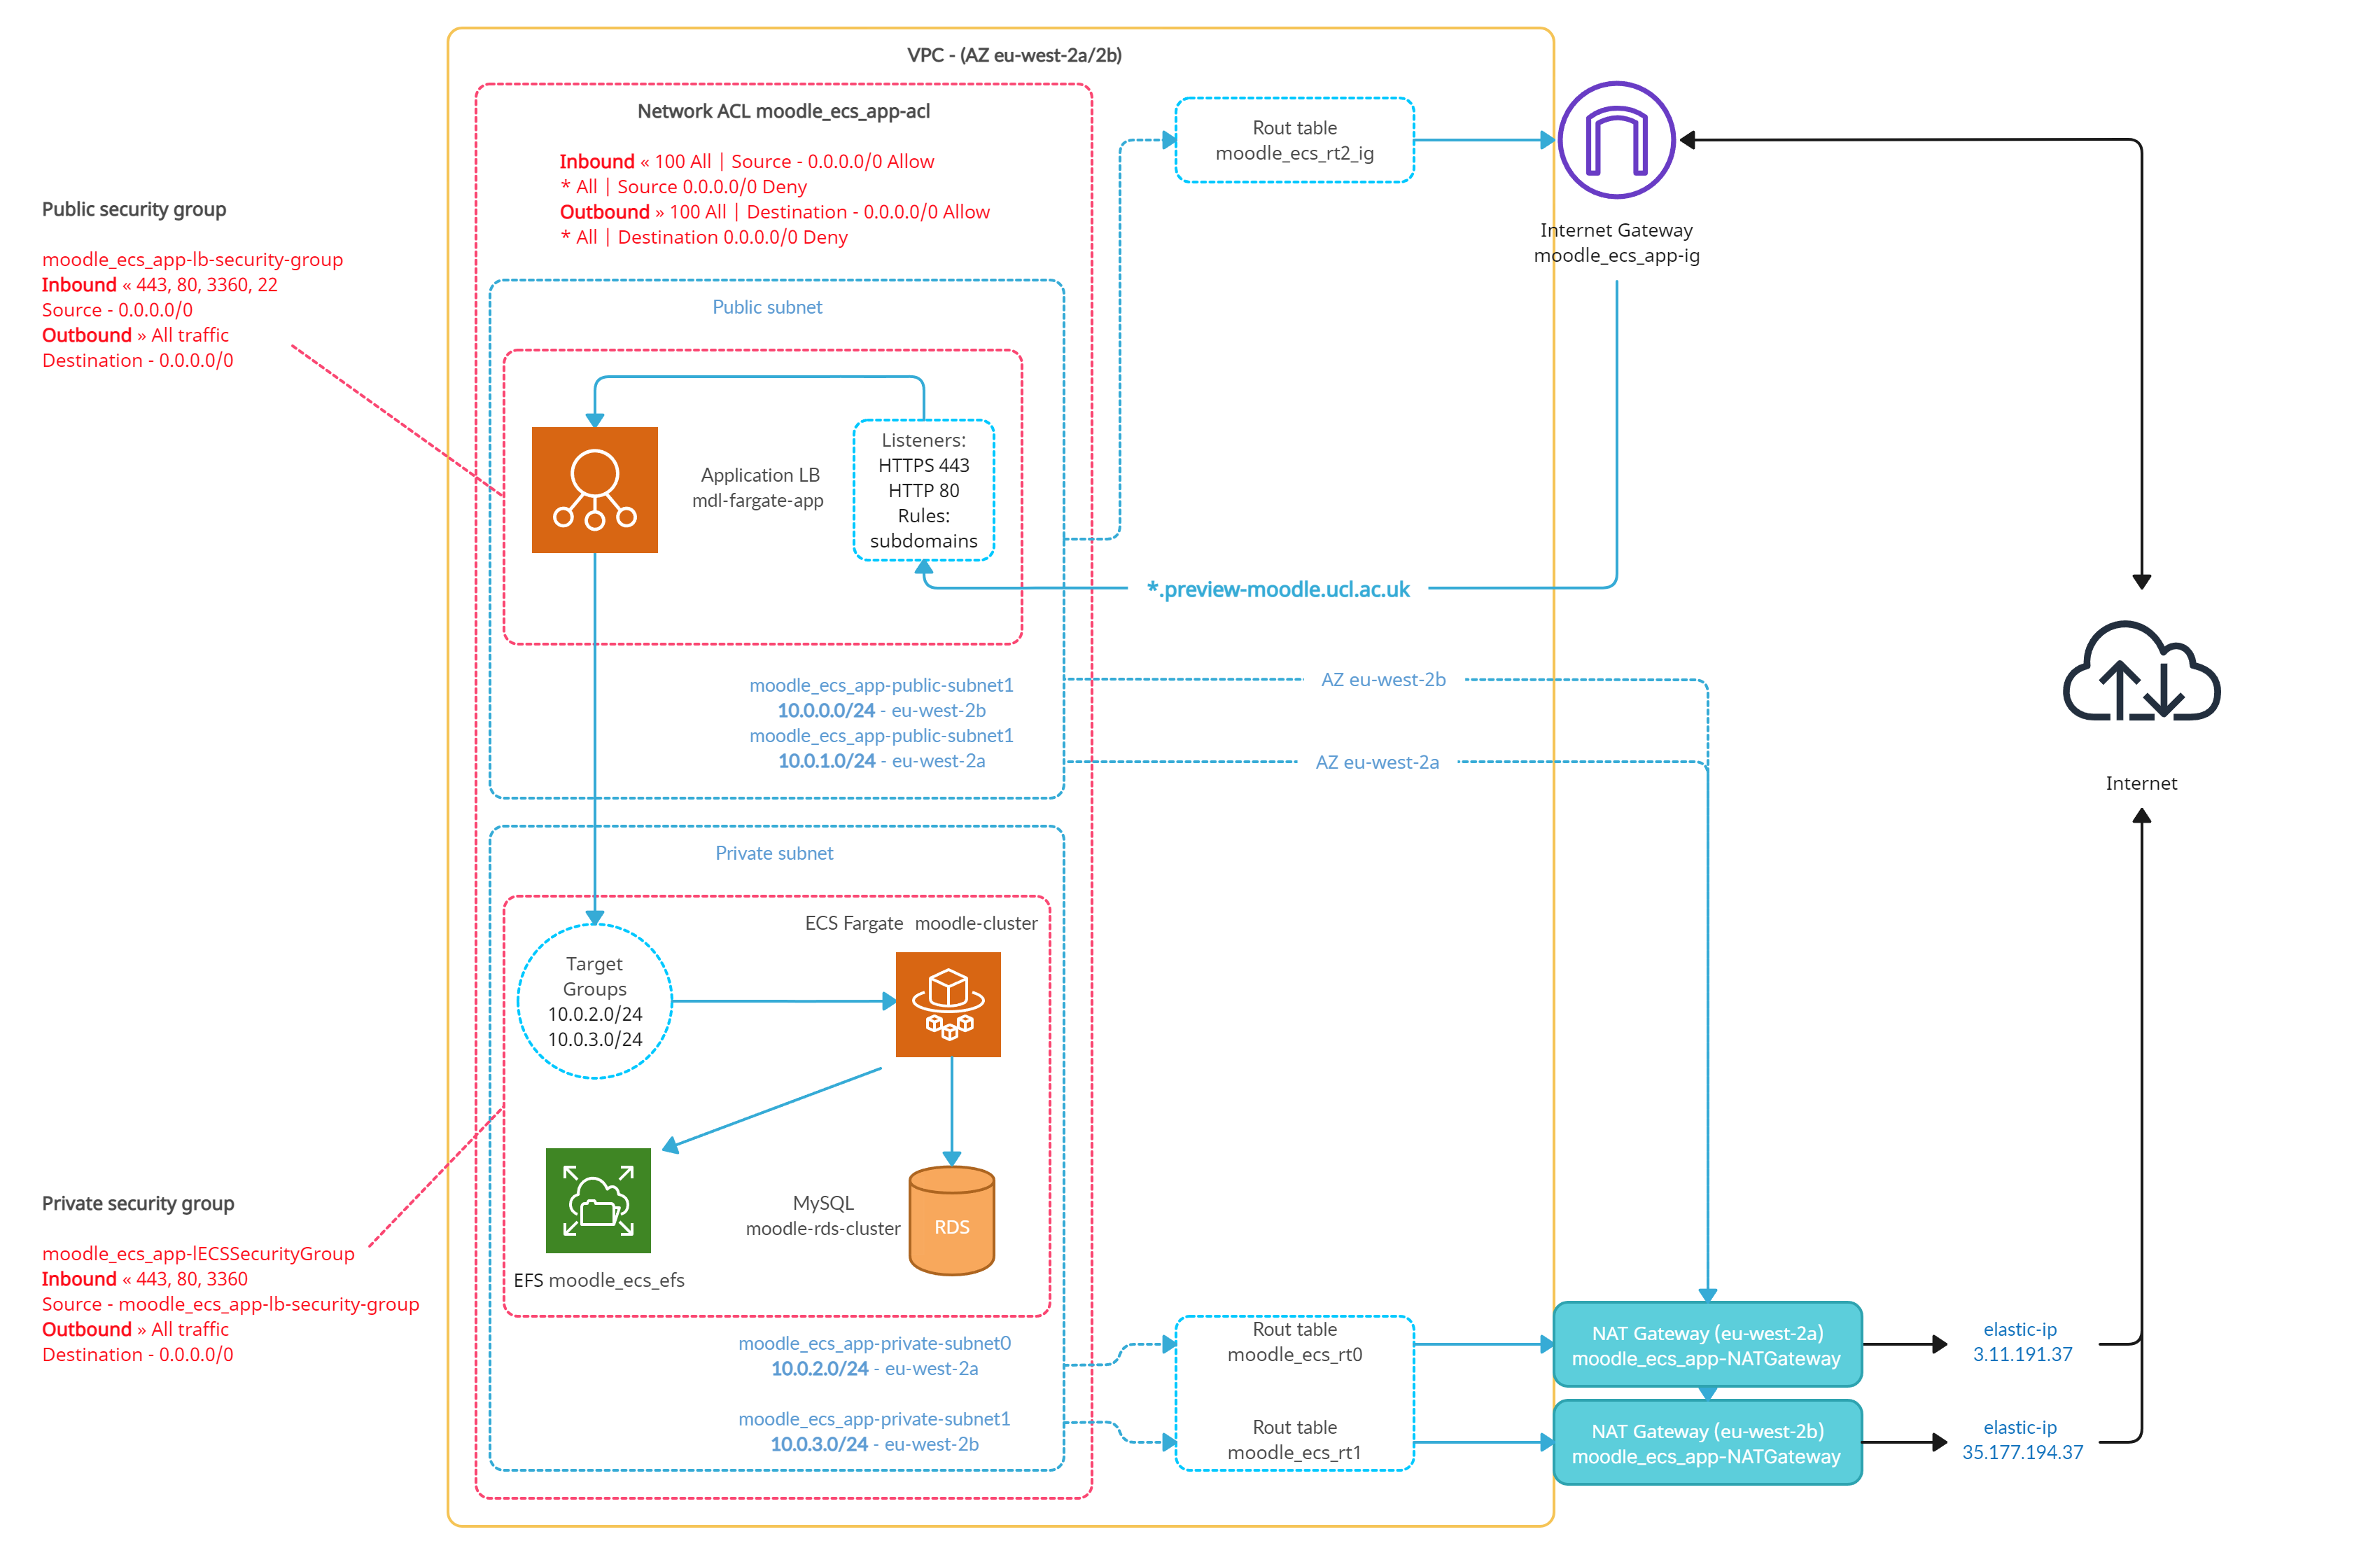 VPC - (AZ eu-west-2a/2b)
Network ACL moodle_ecs_app-acl
Inbound « 100 All | Source - 0.0.0.0/0 Allow
* All | Source 0.0.0.0/0 Deny
Outbound » 100 All | Destination - 0.0.0.0/0 Allow
* All | Destination 0.0.0.0/0 Deny
Rout table
moodle_ecs_rt2_ig
Internet Gateway
moodle_ecs_app-ig
Public security group
moodle_ecs_app-lb-security-group
Inbound « 443, 80, 3360, 22
Source - 0.0.0.0/0
Outbound » All traffic
Destination - 0.0.0.0/0
Public subnet
Application LB
mdl-fargate-app
Listeners:
HTTPS 443
HTTP 80
Rules:
subdomains
*.preview-moodle.ucl.ac.uk
moodle_ecs_app-public-subnet1
10.0.0.0/24 - eu-west-2b
moodle_ecs_app-public-subnet1
10.0.1.0/24 - eu-west-2a
AZ eu-west-2b
AZ eu-west-2a
Internet
Private subnet
ECS Fargate moodle-cluster
Target
Groups
10.0.2.0/24
10.0.3.0/24
MySQL
moodle-rds-cluster
RDS
EFS moodle_ecs_efs
Private security group
moodle_ecs_app-lECSSecurityGroup
Inbound « 443, 80, 3360
Source - moodle_ecs_app-lb-security-group
Outbound » All traffic
Destination - 0.0.0.0/0
moodle_ecs_app-private-subnet0
10.0.2.0/24 - eu-west-2a
moodle_ecs_app-private-subnet1
10.0.3.0/24 - eu-west-2b
Rout table
moodle_ecs_rt0
Rout table
moodle_ecs_rt1
NAT Gateway (eu-west-2a)
moodle_ecs_app-NATGateway
NAT Gateway (eu-west-2b)
moodle_ecs_app-NATGateway
elastic-ip
3.11.191.37
elastic-ip
35.177.194.37